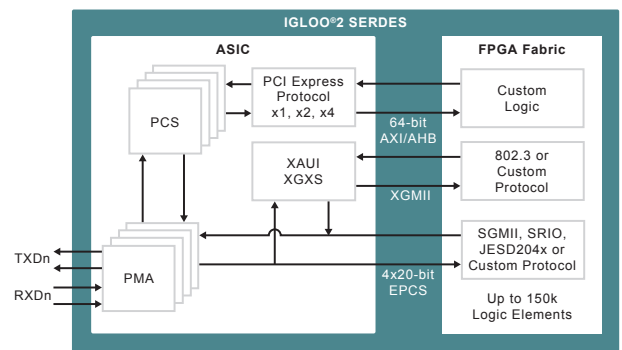 IGLOO®2 SERDES
ASIC
FPGA Fabric
PCS
PCI Express
Protocol
x1, x2, x4
Custom
Logic
64-bit
AXI/AHB
XAUI
XGXS
802.3 or
Custom
Protocol
XGMII
TXDn
RXDn
PMA
SGMII, SRIO,
JESD204x or
Custom Protocol
4x20-bit
EPCS
Up to 150k
Logic Elements